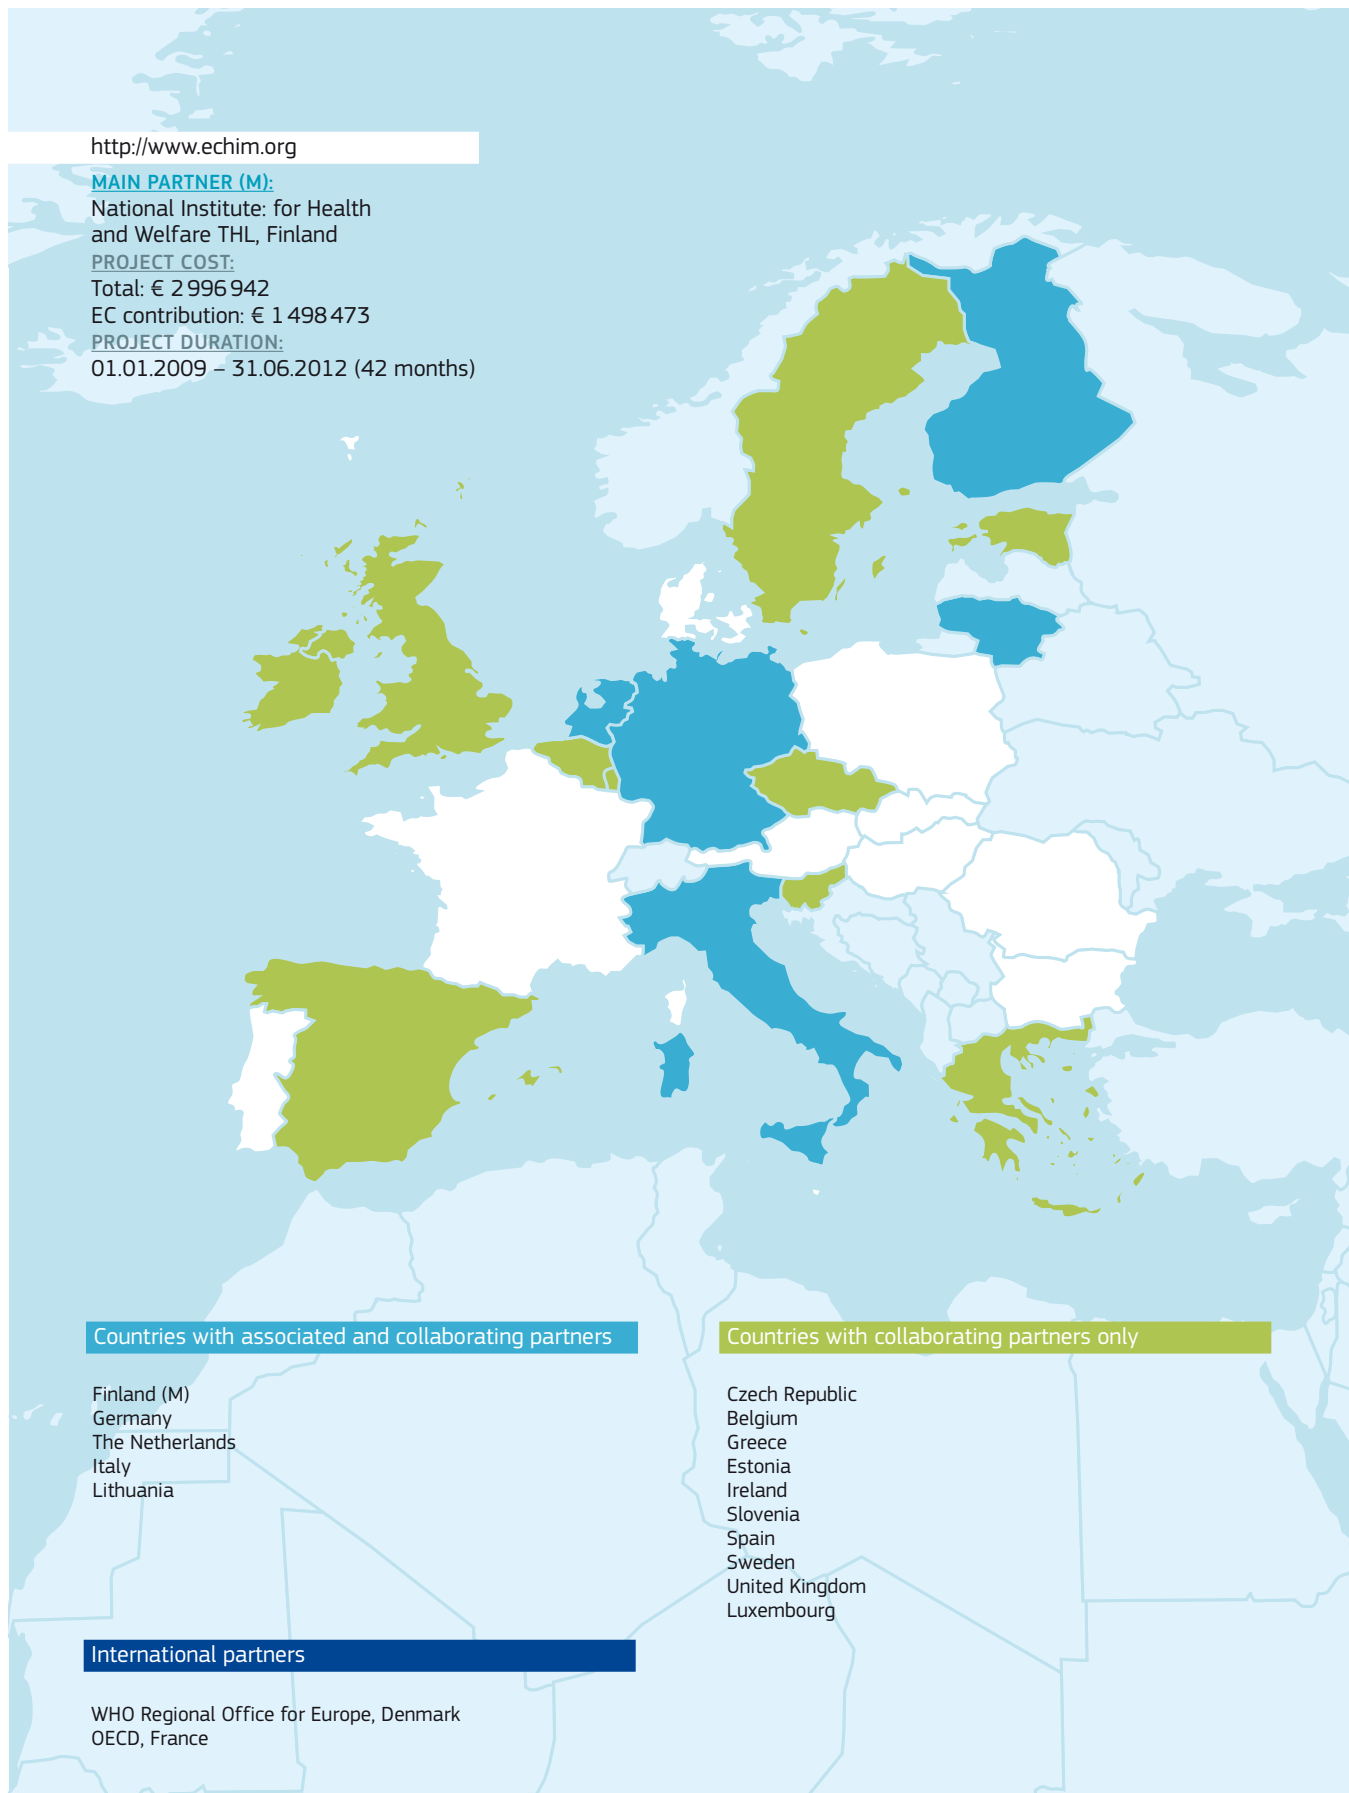 http://www.echim.org
MAIN PARTNER (M):
National Institute: for Health
and Welfare THL, Finland
PROJECT COST:
Total: € 2 996 942
EC contribution: € 1 498 473
PROJECT DURATION:
01.01.2009 – 31.06.2012 (42 months)
Countries with associated and collaborating partners
Finland (M)
Germany
The Netherlands
Italy
Lithuania
Countries with collaborating partners only
Czech Republic
Belgium
Greece
Estonia
Ireland
Slovenia
Spain
Sweden
United Kingdom
Luxembourg
International partners
WHO Regional Office for Europe, Denmark
OECD, France